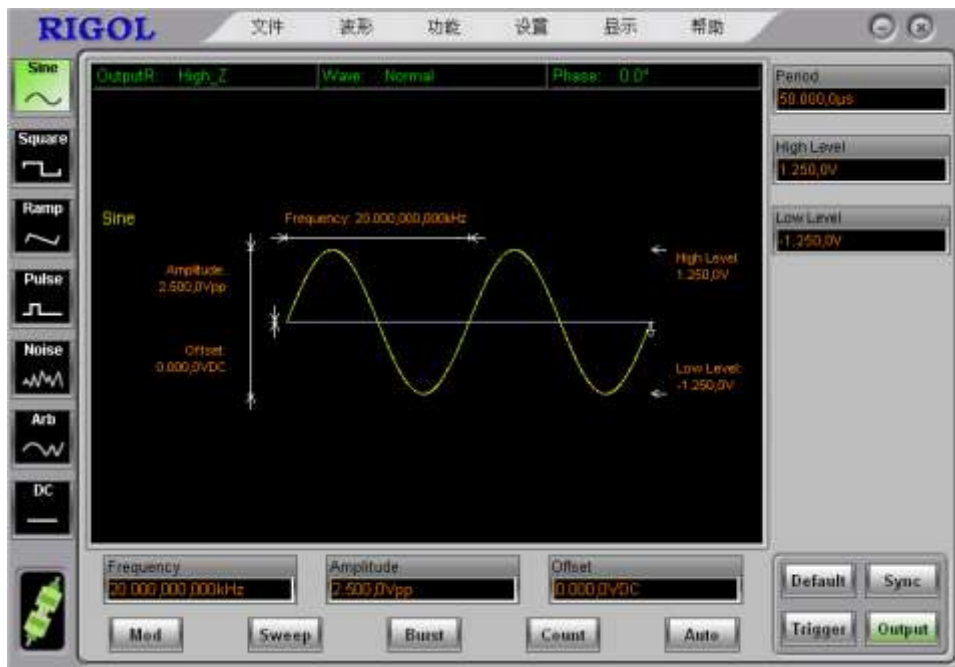 RIGOL 文件 波形 功能 设置 显示 帮助
Sine
Square
Ramp
Pulse
Noise
Arb
DC
OutputR: High_Z Wave: Normal Phase: 0.0°
Sine
Frequency: 20.000,000,000kHz
Amplitude:
2.500,0Vpp
Offset:
0.000,0VDC
High Level:
1.250,0V
Low Level:
-1.250,0V
Period
50.000,0µs
High Level
1.250,0V
Low Level
-1.250,0V
Frequency
20.000,000,000kHz
Amplitude
2.500,0Vpp
Offset
0.000,0VDC
Mod Sweep Burst Count Auto
Default Sync
Trigger Output